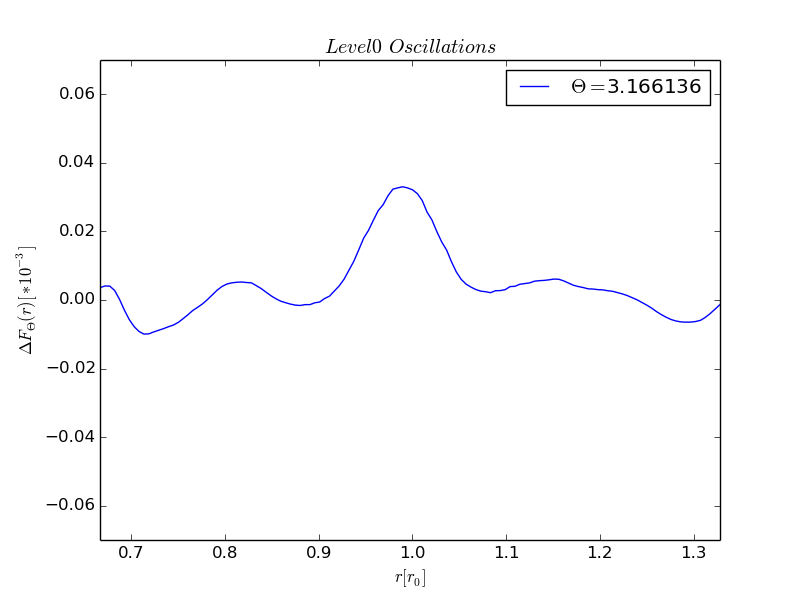 Level0 Oscillations
Θ=3.166136
ΔF_Θ(r)[*10^{-3}]
0.06
0.04
0.02
0.00
−0.02
−0.04
−0.06
0.7 0.8 0.9 1.0 1.1 1.2 1.3
r[r_0]